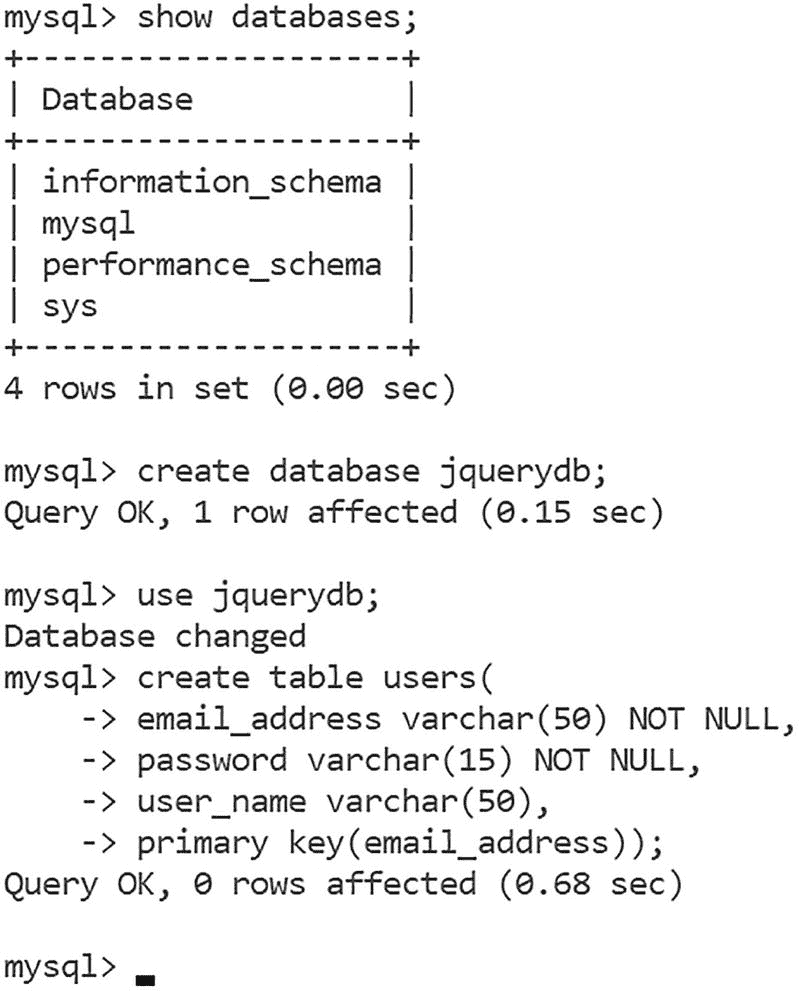 mysql> show databases;
+--------------------+
| Database           |
+--------------------+
| information_schema |
| mysql              |
| performance_schema |
| sys                |
+--------------------+
4 rows in set (0.00 sec)

mysql> create database jquerydb;
Query OK, 1 row affected (0.15 sec)

mysql> use jquerydb;
Database changed
mysql> create table users(
    -> email_address varchar(50) NOT NULL,
    -> password varchar(15) NOT NULL,
    -> user_name varchar(50),
    -> primary key(email_address));
Query OK, 0 rows affected (0.68 sec)

mysql>